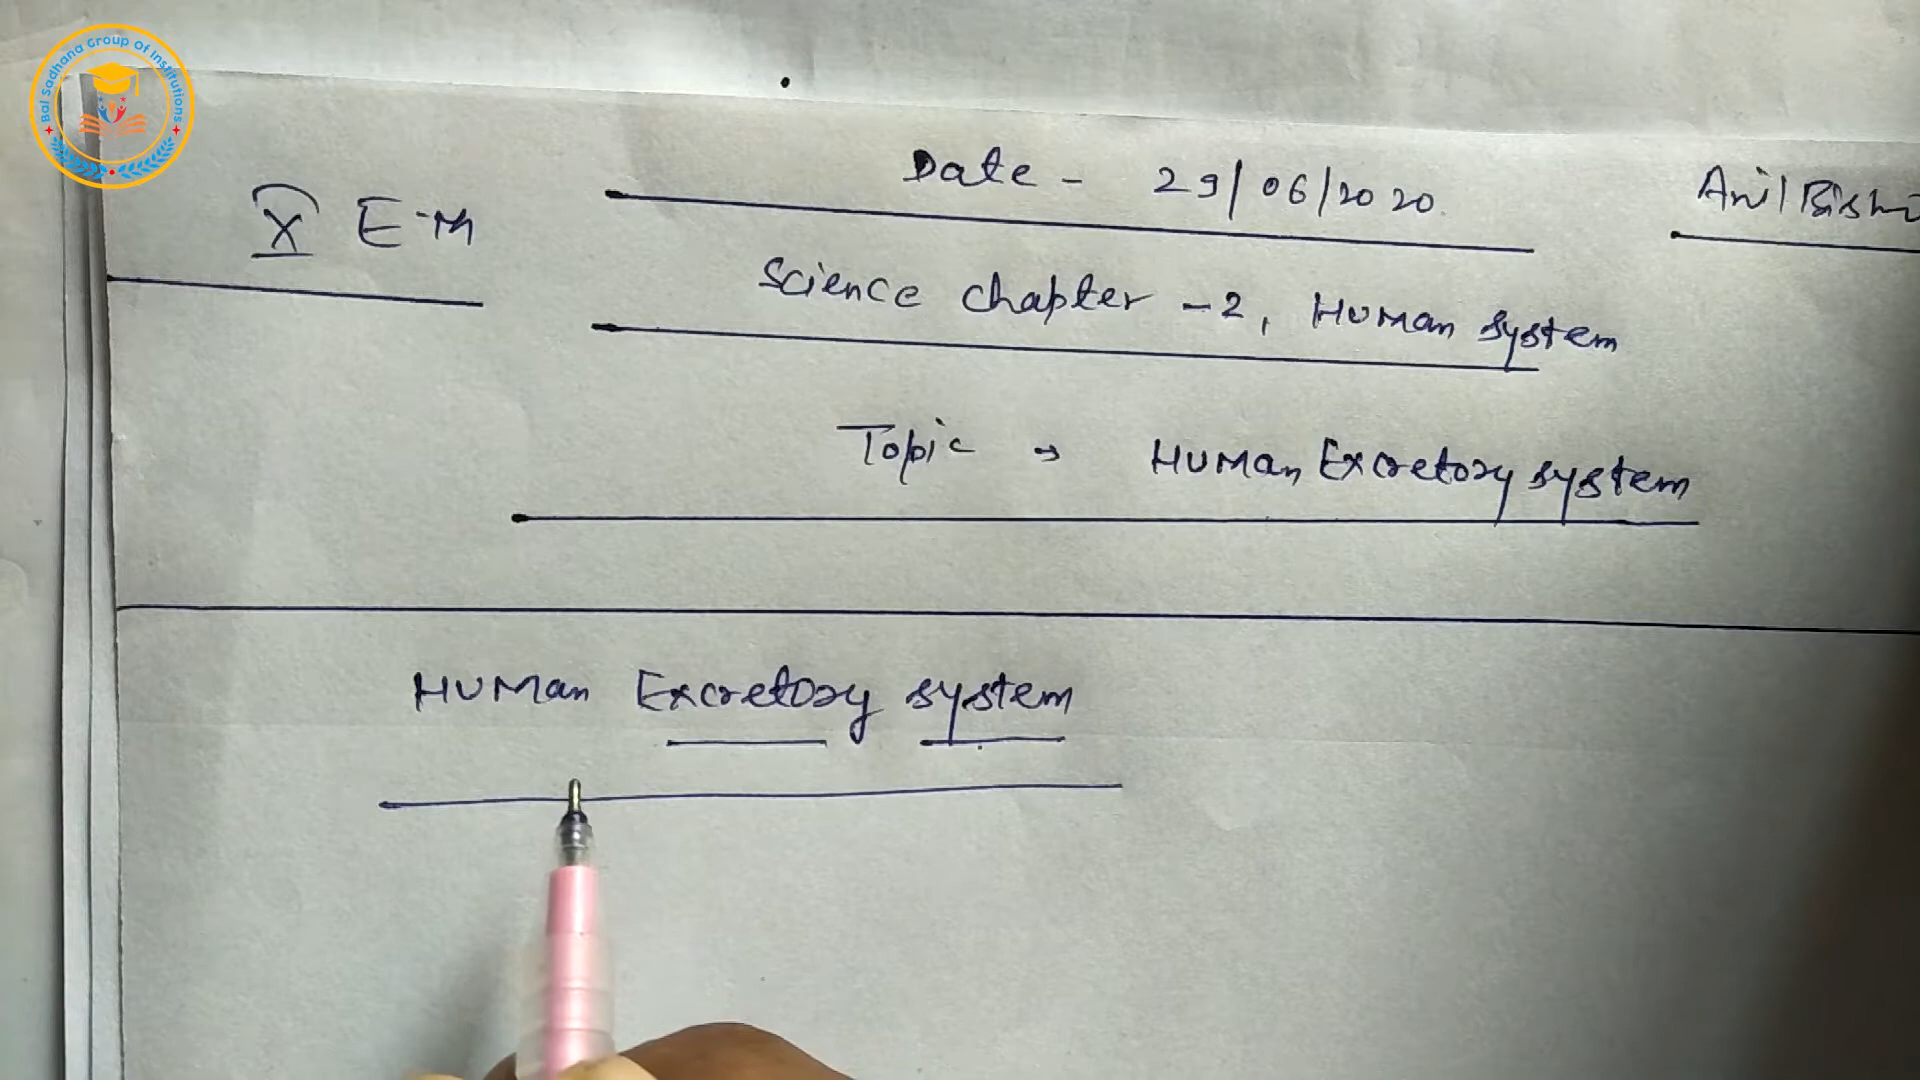 Bal Sadhana Group Of Institutions
Date - 29/06/2020.
X E-M
Anil
Science chapter - 2, Human system
Topic → Human Excretory system
Human Excretory system